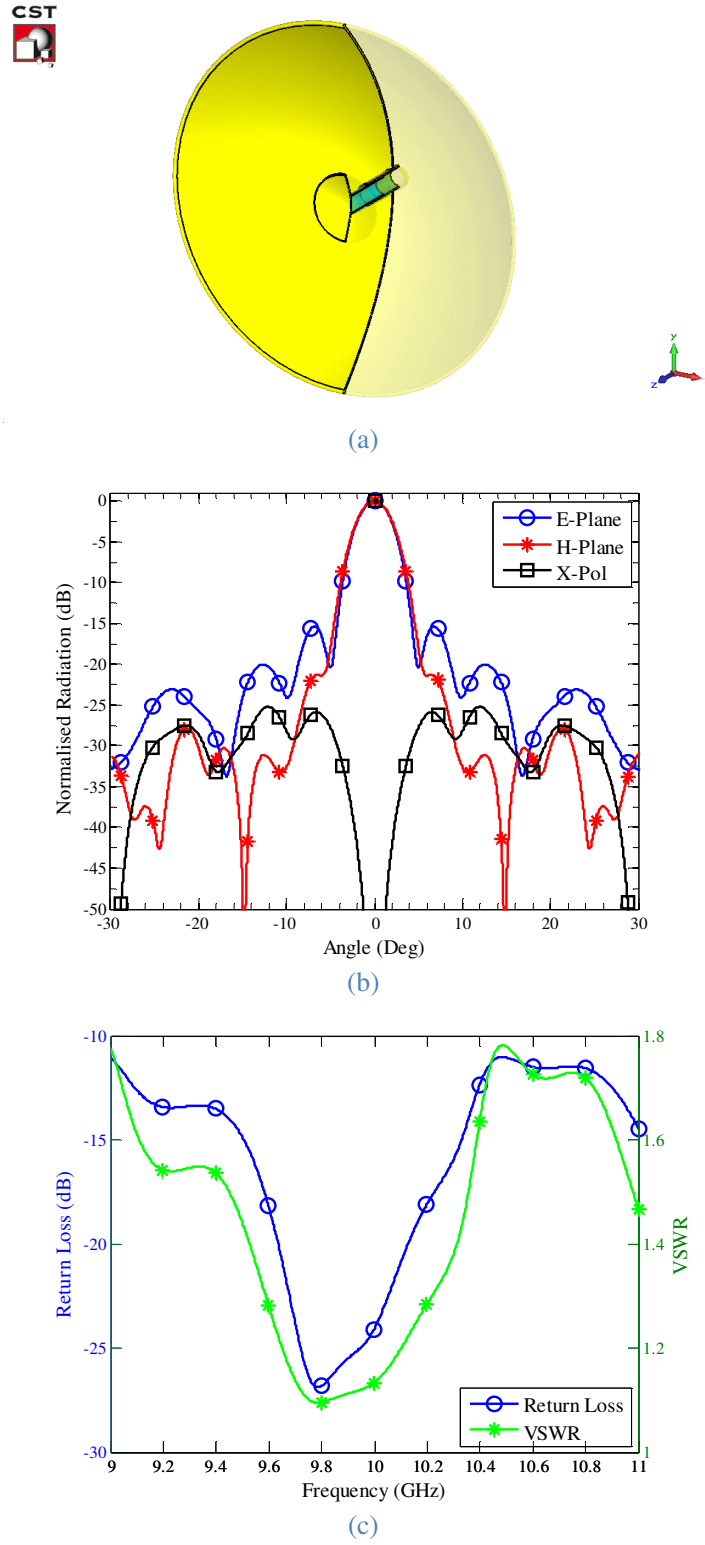 CST
y
z
(a)
0
-5
-10
-15
-20
-25
-30
-35
-40
-45
-50
Normalised Radiation (dB)
E-Plane
H-Plane
X-Pol
-30 -20 -10 0 10 20 30
Angle (Deg)
(b)
-10
-15
-20
-25
-30
Return Loss (dB)
1.8
1.6
1.4
1.2
1
VSWR
Return Loss
VSWR
9 9.2 9.4 9.6 9.8 10 10.2 10.4 10.6 10.8 11
Frequency (GHz)
(c)